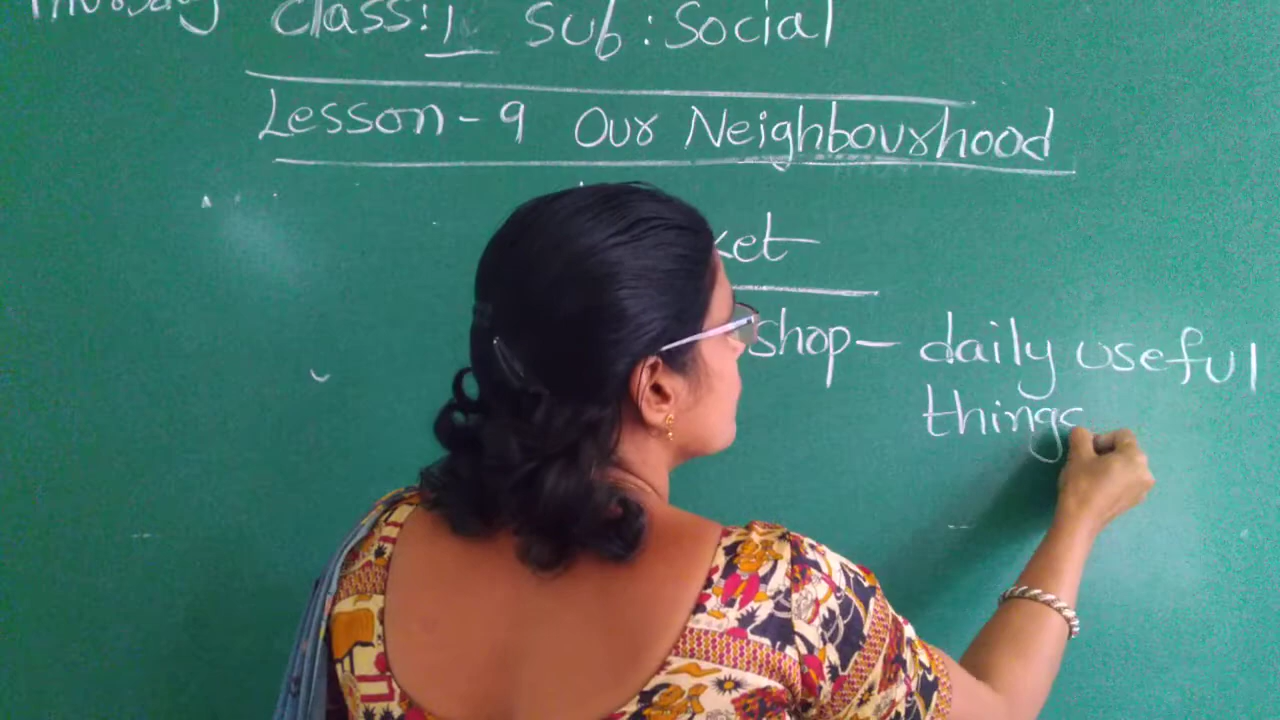 Class: 1 Sub: Social
Lesson - 9 Our Neighbourhood
ket
shop - daily useful
things